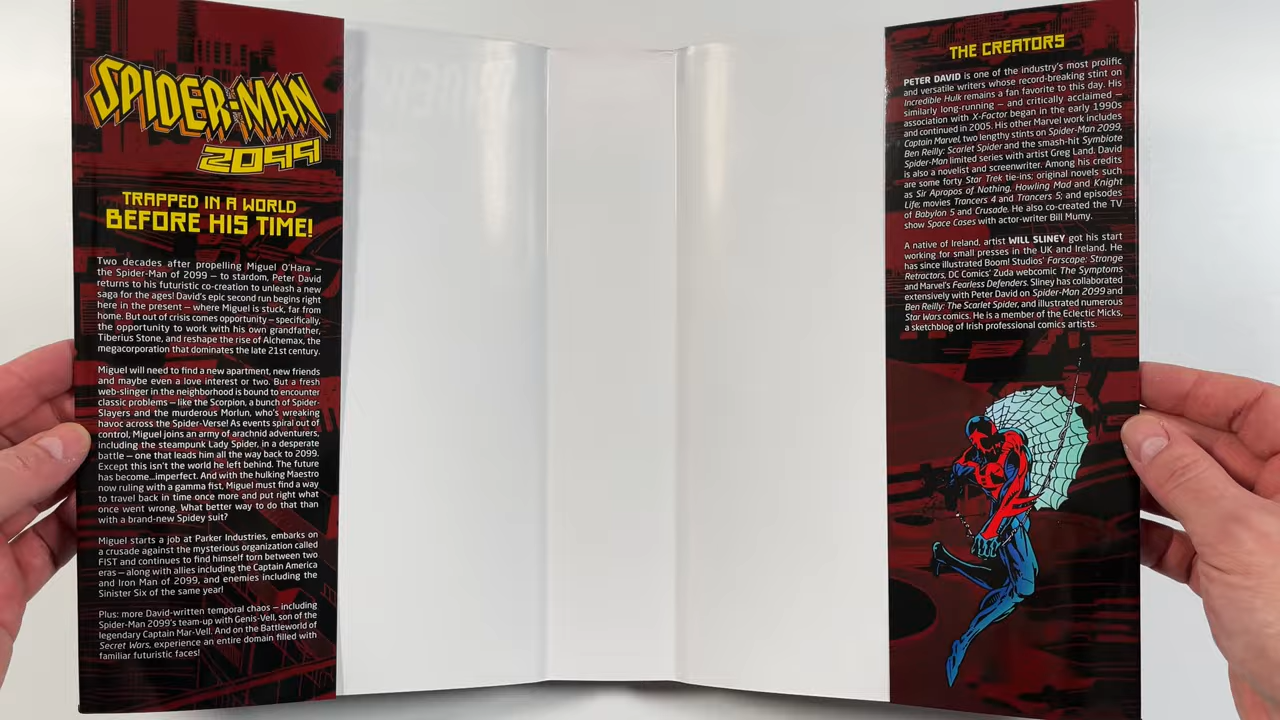 SPIDER-MAN
2099
TRAPPED IN A WORLD
BEFORE HIS TIME!
Two decades after propelling Miguel O'Hara —
the Spider-Man of 2099 — to stardom, Peter David
returns to his futuristic co-creation to unleash a new
saga for the ages! David's epic second run begins right
here in the present — where Miguel is stuck, far from
home. But out of crisis comes opportunity — specifically,
the opportunity to work with his own grandfather,
Tiberius Stone, and reshape the rise of Alchemax, the
megacorporation that dominates the late 21st century.
Miguel will need to find a new apartment, new friends
and maybe even a love interest or two. But a fresh
web-slinger in the neighborhood is bound to encounter
classic problems — like the Scorpion, a bunch of Spider-
Slayers and the murderous Morlun, who's wreaking
havoc across the Spider-Verse! As events spiral out of
control, Miguel joins an army of arachnid adventurers,
including the steampunk Lady Spider, in a desperate
battle — one that leads him all the way back to 2099.
Except this isn't the world he left behind. The future
has become...imperfect. And with the hulking Maestro
now ruling with a gamma fist, Miguel must find a way
to travel back in time once more and put right what
once went wrong. What better way to do that than
with a brand-new Spidey suit?
Miguel starts a job at Parker Industries, embarks on
a crusade against the mysterious organization called
FIST and continues to find himself torn between two
eras — along with allies including the Captain America
and Iron Man of 2099, and enemies including the
Sinister Six of the same year!
Plus: more David-written temporal chaos — including
Spider-Man 2099's team-up with Genis-Vell, son of the
legendary Captain Mar-Vell. And on the Battleworld of
Secret Wars, experience an entire domain filled with
familiar futuristic faces!
THE CREATORS
PETER DAVID is one of the industry's most prolific
and versatile writers whose record-breaking stint on
Incredible Hulk remains a fan favorite to this day. His
similarly long-running — and critically acclaimed —
association with X-Factor began in the early 1990s
and continued in 2005. His other Marvel work includes
Captain Marvel, two lengthy stints on Spider-Man 2099,
Ben Reilly: Scarlet Spider and the smash-hit Symbiote
Spider-Man limited series with artist Greg Land. David
is also a novelist and screenwriter. Among his credits
are some forty Star Trek tie-ins; original novels such
as Sir Apropos of Nothing, Howling Mad and Knight
Life; movies Trancers 4 and Trancers 5; and episodes
of Babylon 5 and Crusade. He also co-created the TV
show Space Cases with actor-writer Bill Mumy.
A native of Ireland, artist WILL SLINEY got his start
working for small presses in the UK and Ireland. He
has since illustrated Boom! Studios' Farscape: Strange
Retractors, DC Comics' Zuda webcomic The Symptoms
and Marvel's Fearless Defenders. Sliney has collaborated
extensively with Peter David on Spider-Man 2099 and
Ben Reilly: The Scarlet Spider, and illustrated numerous
Star Wars comics. He is a member of the Eclectic Micks,
a sketchblog of Irish professional comics artists.